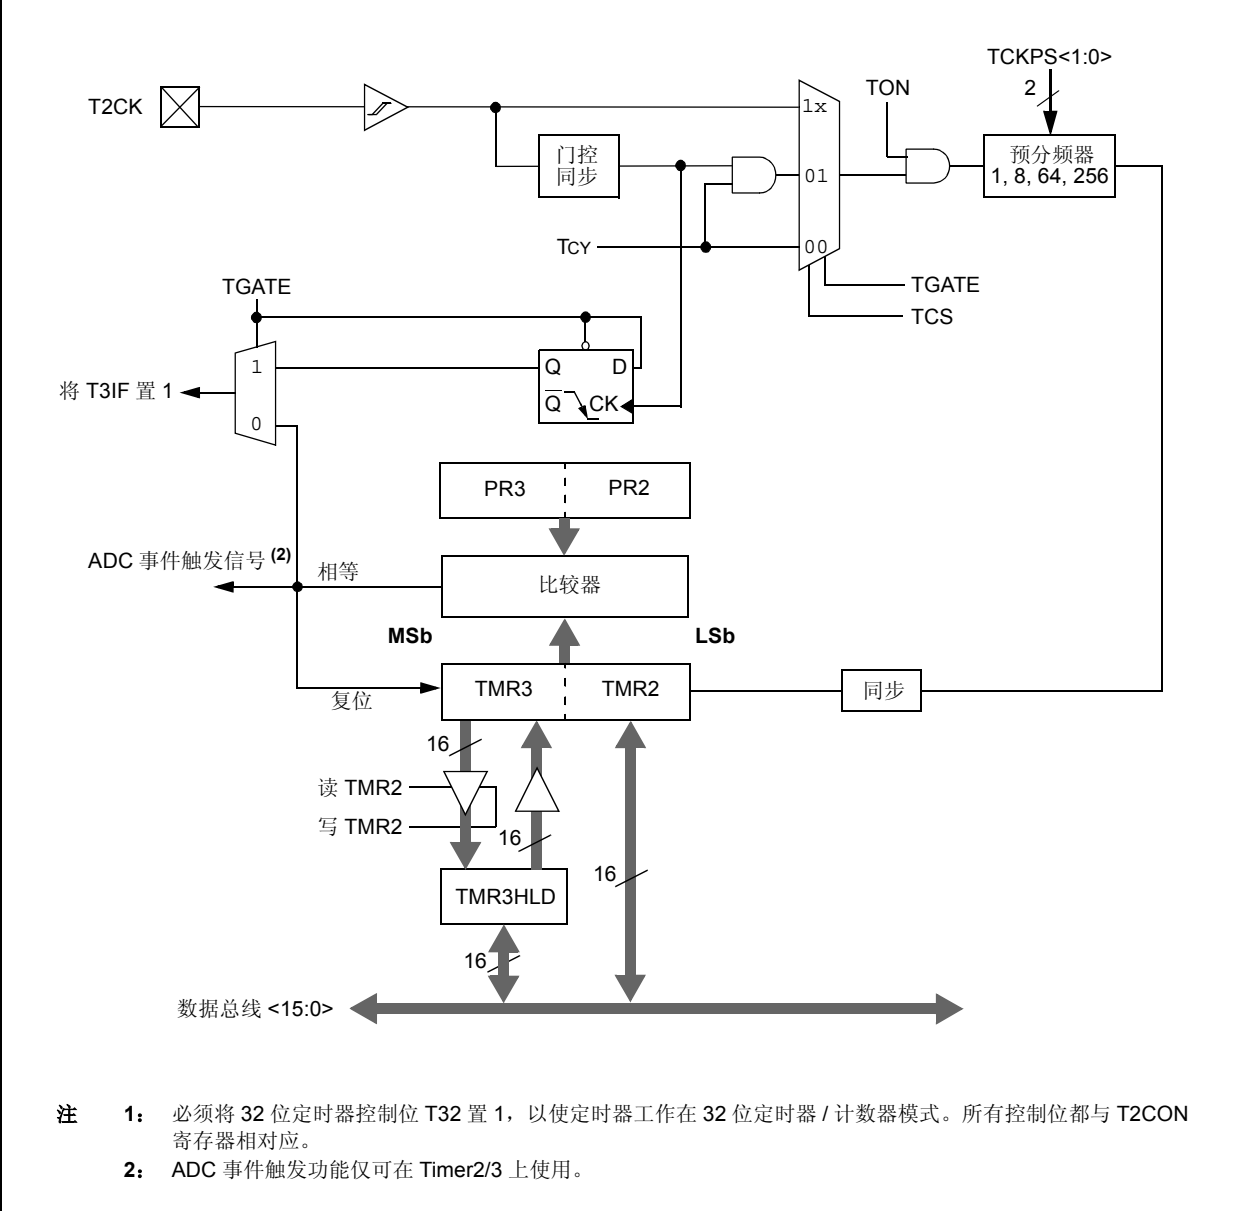 TCKPS<1:0>
2
T2CK
1x
TON
门控
同步
预分频器
1, 8, 64, 256
01
TCY
00
TGATE
TCS
TGATE
1
Q
D
将 T3IF 置 1
Q
CK
0
PR3
PR2
ADC 事件触发信号 (2)
相等
比较器
MSb
LSb
TMR3
TMR2
同步
复位
16
读 TMR2
写 TMR2
16
16
TMR3HLD
16
数据总线 <15:0>
注 1： 必须将 32 位定时器控制位 T32 置 1，以使定时器工作在 32 位定时器 / 计数器模式。所有控制位都与 T2CON
寄存器相对应。
2： ADC 事件触发功能仅可在 Timer2/3 上使用。